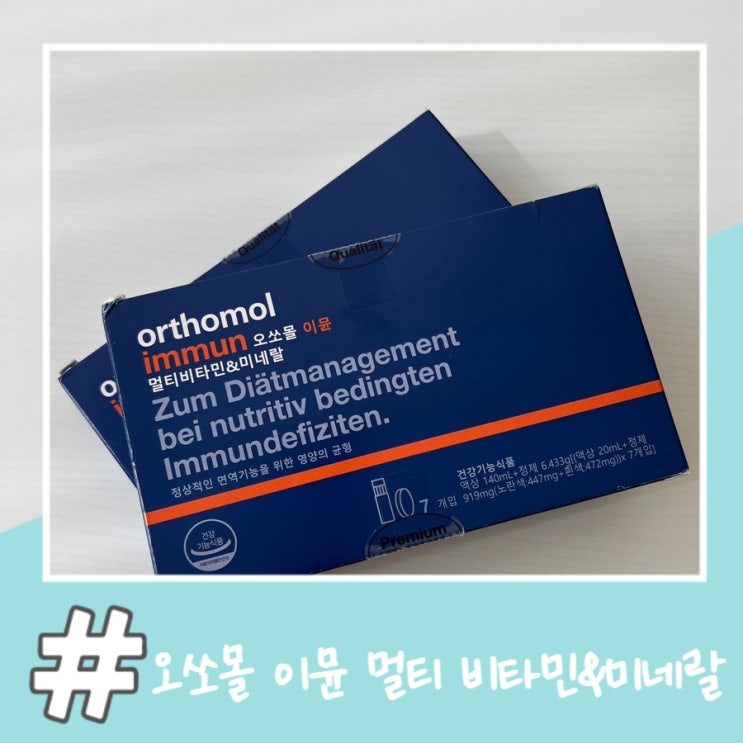 Qualität
Qualität
orthomol
immun 오쏘몰 이뮨
멀티비타민&미네랄
Zum Diätmanagement
bei nutritiv bedingten
Immundefiziten.
정상적인 면역기능을 위한 영양의 균형
건강기능식품
액상 140mL+정제 6.433g[(액상 20mL+정제
919mg(노란색:447mg+흰색:472mg))x 7개입]
7
개입
Premium
건강
기능식품
o
#오쏘몰 이뮨 멀티 비타민&미네랄